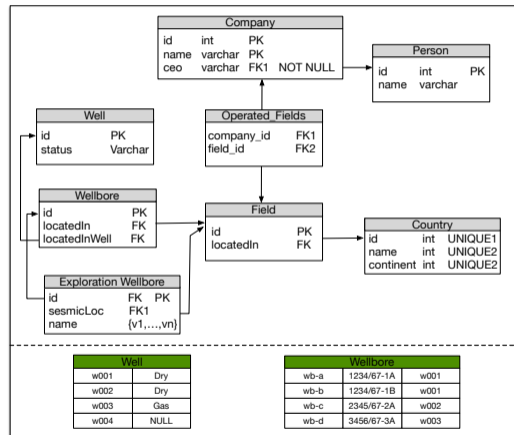 Company
id int PK
name varchar PK
ceo varchar FK1 NOT NULL
Person
id int PK
name varchar
Well
id PK
status Varchar
Operated_Fields
company_id FK1
field_id FK2
Wellbore
id PK
locatedIn FK
locatedInWell FK
Field
id PK
locatedIn FK
Country
id int UNIQUE1
name int UNIQUE2
continent int UNIQUE2
Exploration Wellbore
id FK PK
sesmicLoc FK1
name {v1,...,vn}
Well
w001 Dry
w002 Dry
w003 Gas
w004 NULL
Wellbore
wb-a 1234/67-1A w001
wb-b 1234/67-1B w001
wb-c 2345/67-2A w002
wb-d 3456/67-3A w003